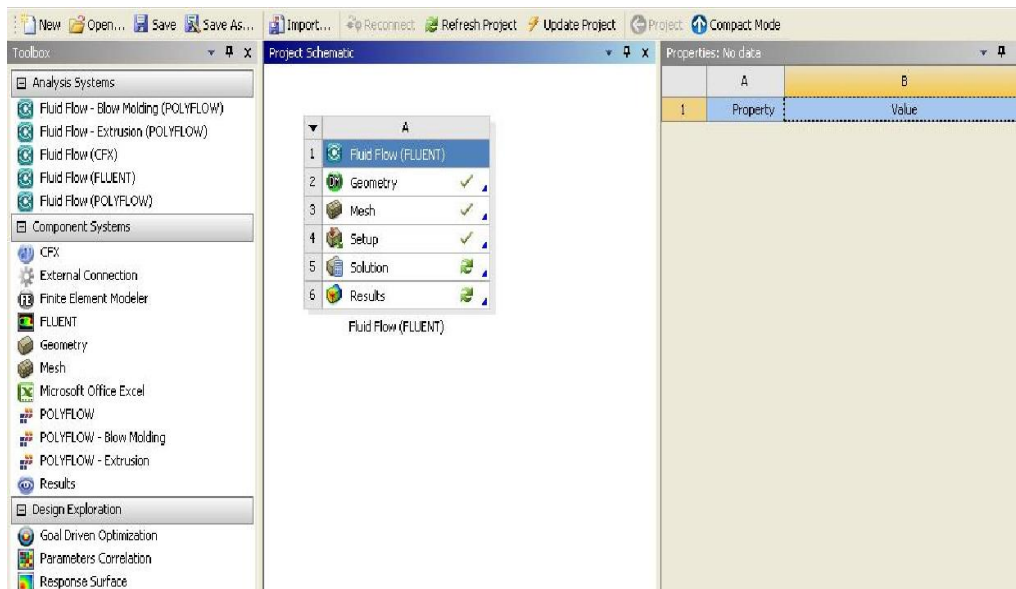 New Open... Save Save As... Import... Reconnect Refresh Project Update Project Project Compact Mode
Toolbox
Analysis Systems
Fluid Flow - Blow Molding (POLYFLOW)
Fluid Flow - Extrusion (POLYFLOW)
Fluid Flow (CFX)
Fluid Flow (FLUENT)
Fluid Flow (POLYFLOW)
Component Systems
CFX
External Connection
Finite Element Modeler
FLUENT
Geometry
Mesh
Microsoft Office Excel
POLYFLOW
POLYFLOW - Blow Molding
POLYFLOW - Extrusion
Results
Design Exploration
Goal Driven Optimization
Parameters Correlation
Response Surface
Project Schematic
A
1 Fluid Flow (FLUENT)
2 Geometry
3 Mesh
4 Setup
5 Solution
6 Results
Fluid Flow (FLUENT)
Properties: No data
A B
1 Property Value